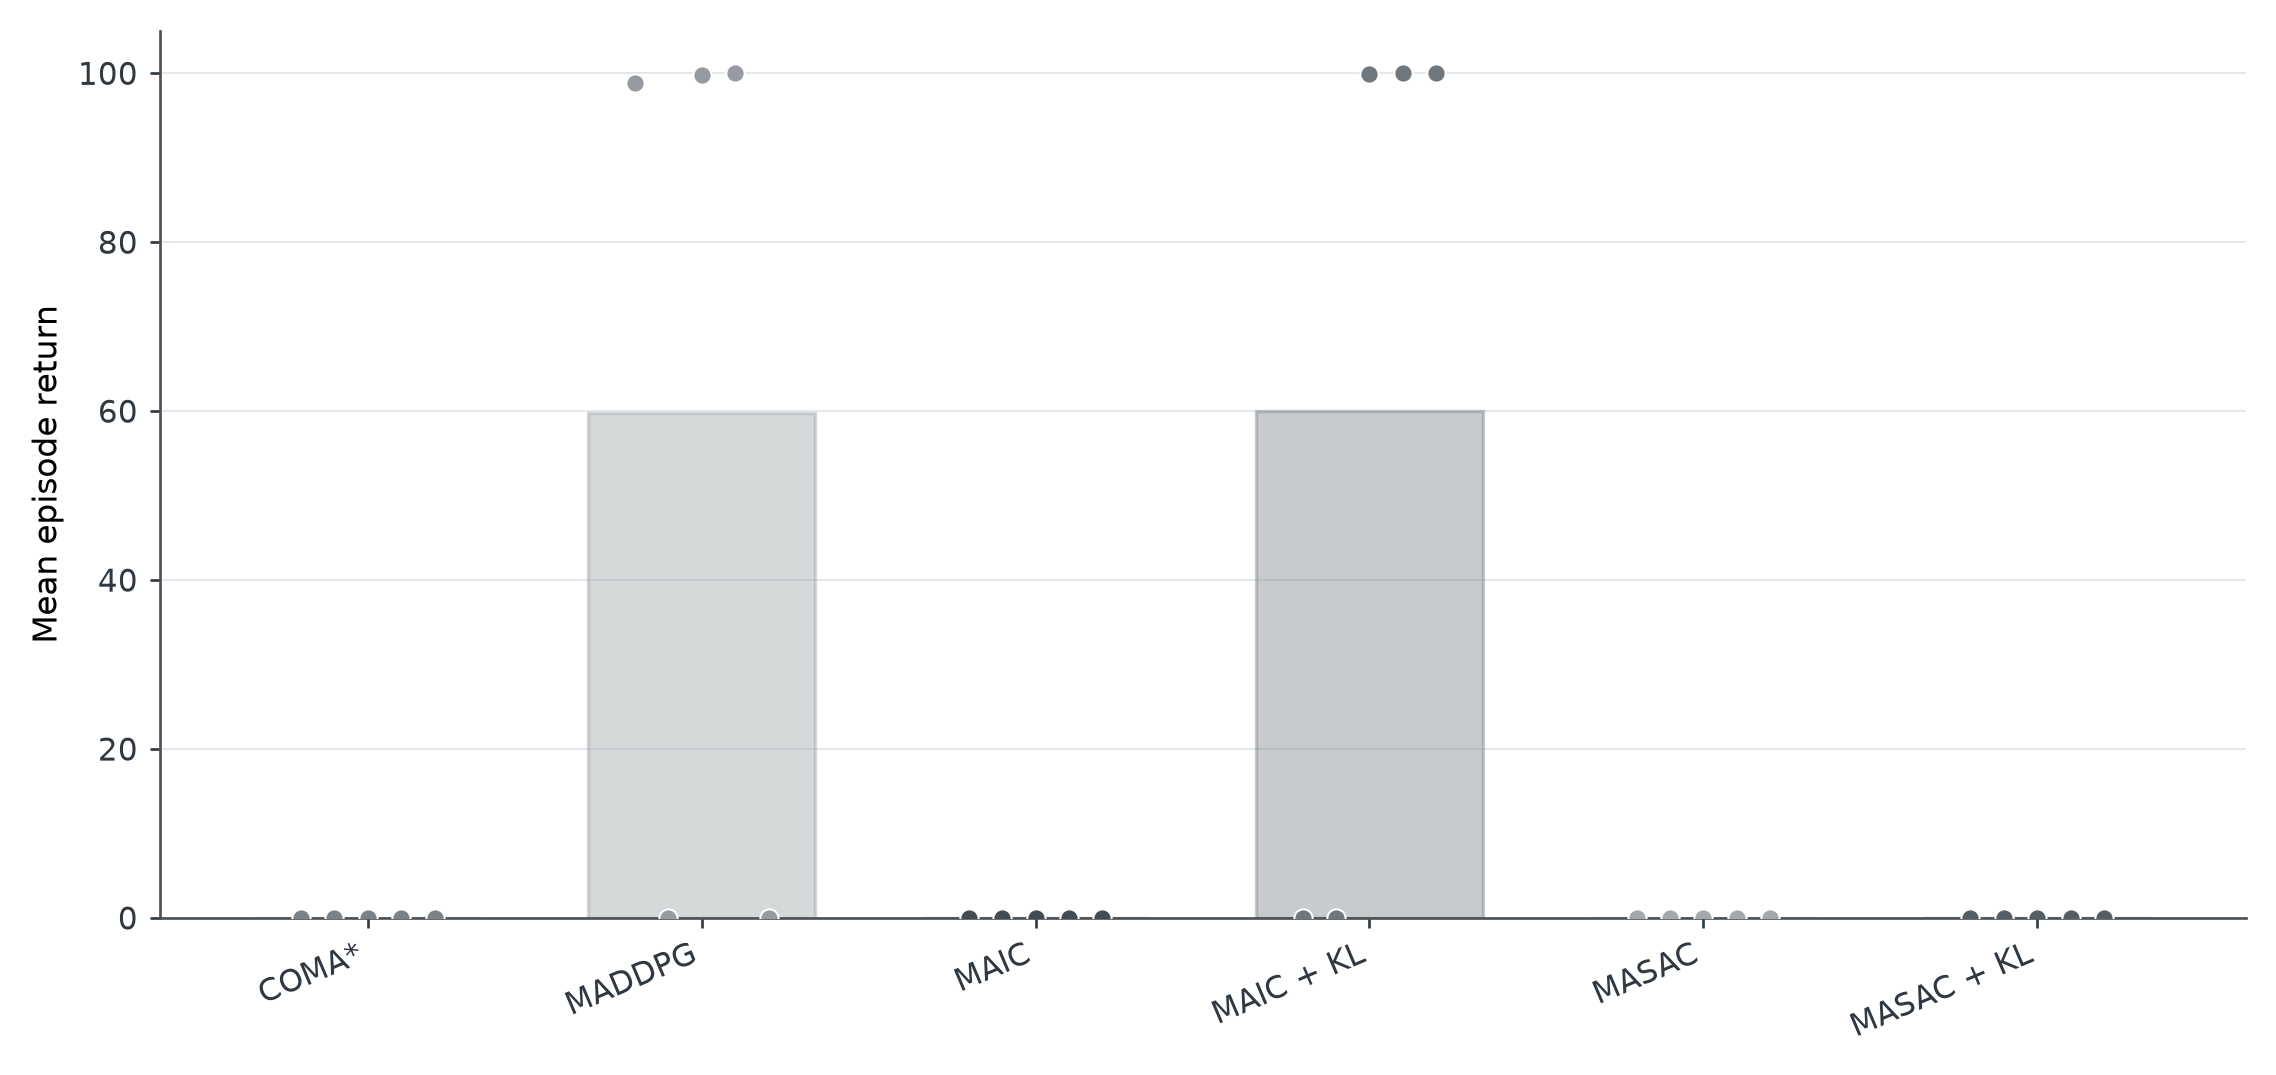 Mean episode return
100
80
60
40
20
0
COMA*
MADDPG
MAIC
MAIC + KL
MASAC
MASAC + KL